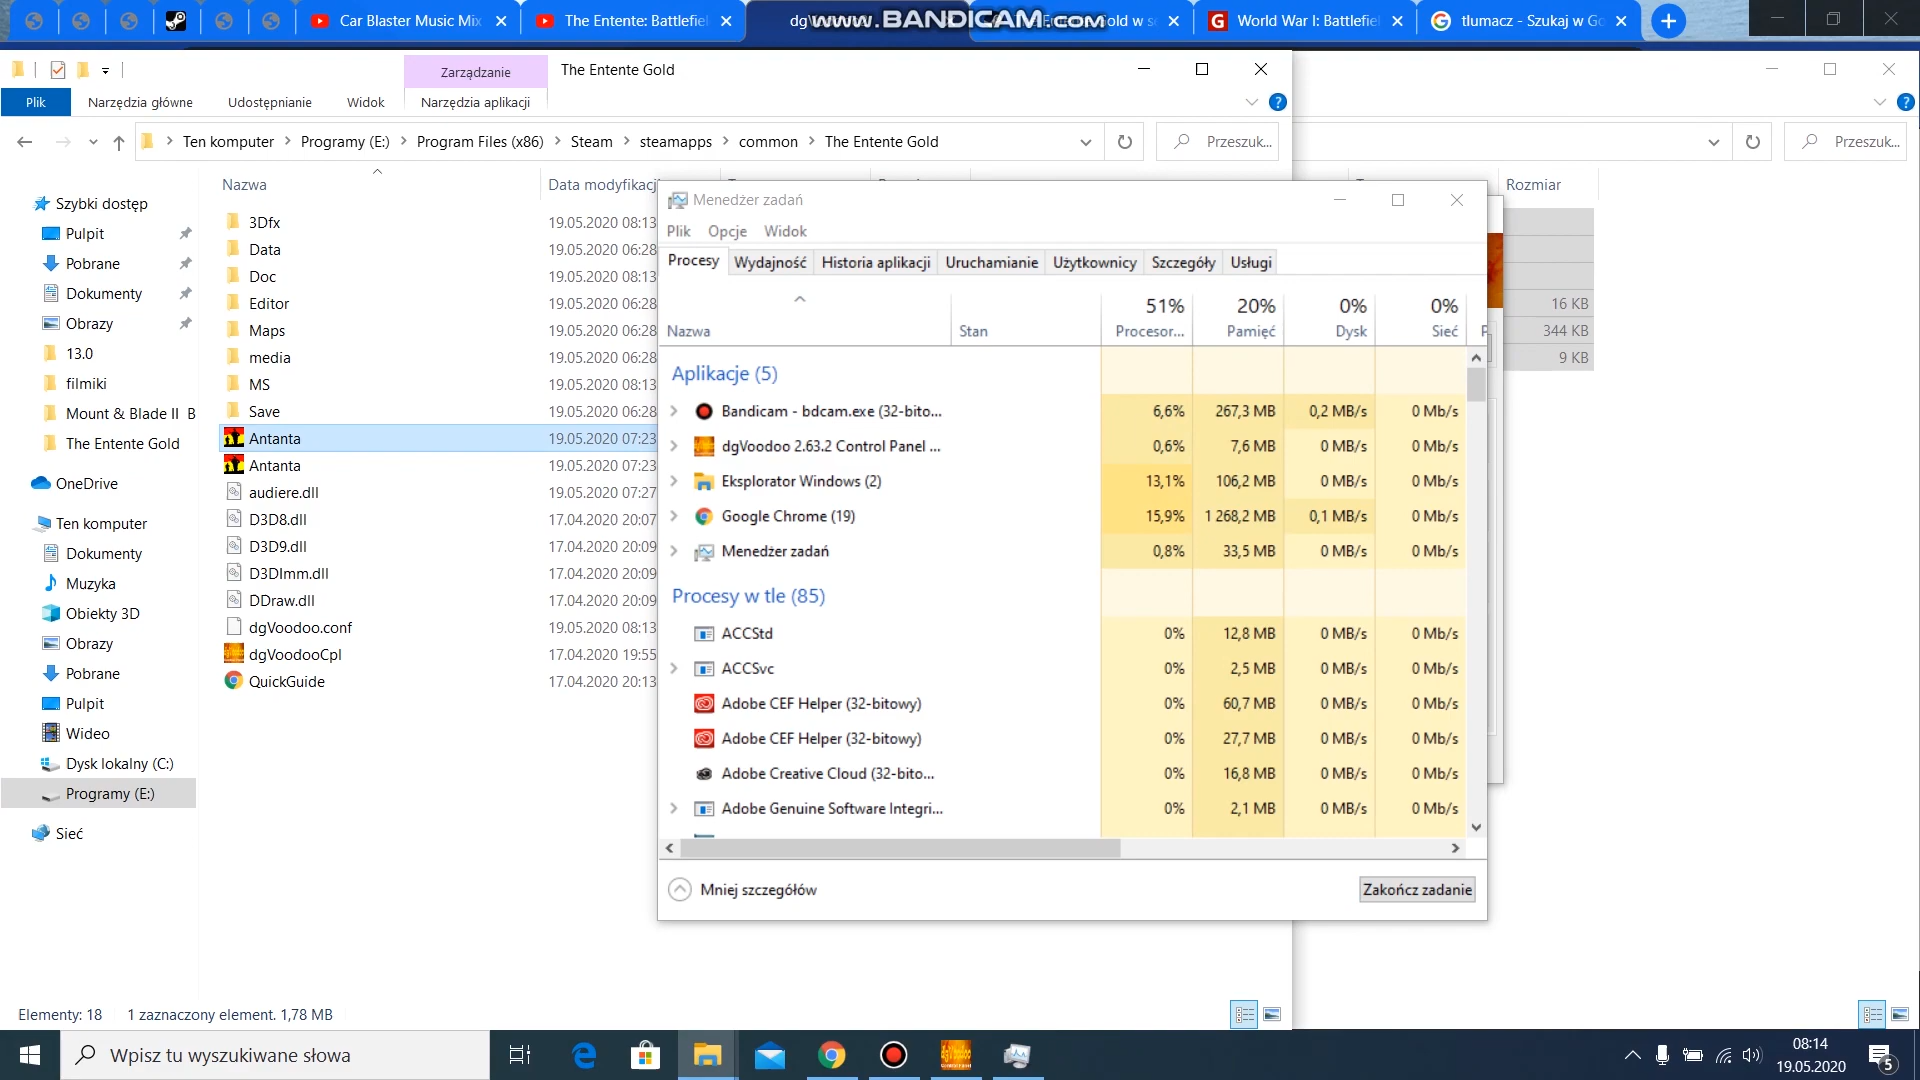 Car Blaster Music Mix
The Entente: Battlefiel
dg
www.BANDICAM.com
Gold w s
World War I: Battlefiel
tlumacz - Szukaj w Go
Zarządzanie
The Entente Gold
Plik
Narzędzia główne
Udostępnianie
Widok
Narzędzia aplikacji
Ten komputer
Programy (E:)
Program Files (x86)
Steam
steamapps
common
The Entente Gold
Przeszuk...
Przeszuk...
Nazwa
Data modyfikacji
Rozmiar
Szybki dostęp
Pulpit
Pobrane
Dokumenty
Obrazy
13.0
filmiki
Mount & Blade II B
The Entente Gold
OneDrive
Ten komputer
Dokumenty
Muzyka
Obiekty 3D
Obrazy
Pobrane
Pulpit
Wideo
Dysk lokalny (C:)
Programy (E:)
Sieć
3Dfx 19.05.2020 08:13
Data 19.05.2020 06:28
Doc 19.05.2020 08:13
Editor 19.05.2020 06:28
Maps 19.05.2020 06:28
media 19.05.2020 06:28
MS 19.05.2020 08:13
Save 19.05.2020 06:28
Antanta 19.05.2020 07:23
Antanta 19.05.2020 07:23
audiere.dll 19.05.2020 07:27
D3D8.dll 17.04.2020 20:07
D3D9.dll 17.04.2020 20:09
D3DImm.dll 17.04.2020 20:09
DDraw.dll 17.04.2020 20:09
dgVoodoo.conf 19.05.2020 08:13
dgVoodooCpl 17.04.2020 19:55
QuickGuide 17.04.2020 20:13
16 KB
344 KB
9 KB
Menedżer zadań
Plik Opcje Widok
Procesy Wydajność Historia aplikacji Uruchamianie Użytkownicy Szczegóły Usługi
51% 20% 0% 0%
Nazwa Stan Procesor... Pamięć Dysk Sieć P
Aplikacje (5)
Bandicam - bdcam.exe (32-bito... 6,6% 267,3 MB 0,2 MB/s 0 Mb/s
dgVoodoo 2.63.2 Control Panel ... 0,6% 7,6 MB 0 MB/s 0 Mb/s
Eksplorator Windows (2) 13,1% 106,2 MB 0 MB/s 0 Mb/s
Google Chrome (19) 15,9% 1 268,2 MB 0,1 MB/s 0 Mb/s
Menedżer zadań 0,8% 33,5 MB 0 MB/s 0 Mb/s
Procesy w tle (85)
ACCStd 0% 12,8 MB 0 MB/s 0 Mb/s
ACCSvc 0% 2,5 MB 0 MB/s 0 Mb/s
Adobe CEF Helper (32-bitowy) 0% 60,7 MB 0 MB/s 0 Mb/s
Adobe CEF Helper (32-bitowy) 0% 27,7 MB 0 MB/s 0 Mb/s
Adobe Creative Cloud (32-bito... 0% 16,8 MB 0 MB/s 0 Mb/s
Adobe Genuine Software Integri... 0% 2,1 MB 0 MB/s 0 Mb/s
Mniej szczegółów
Zakończ zadanie
Elementy: 18 1 zaznaczony element. 1,78 MB
Wpisz tu wyszukiwane słowa
08:14
19.05.2020
5